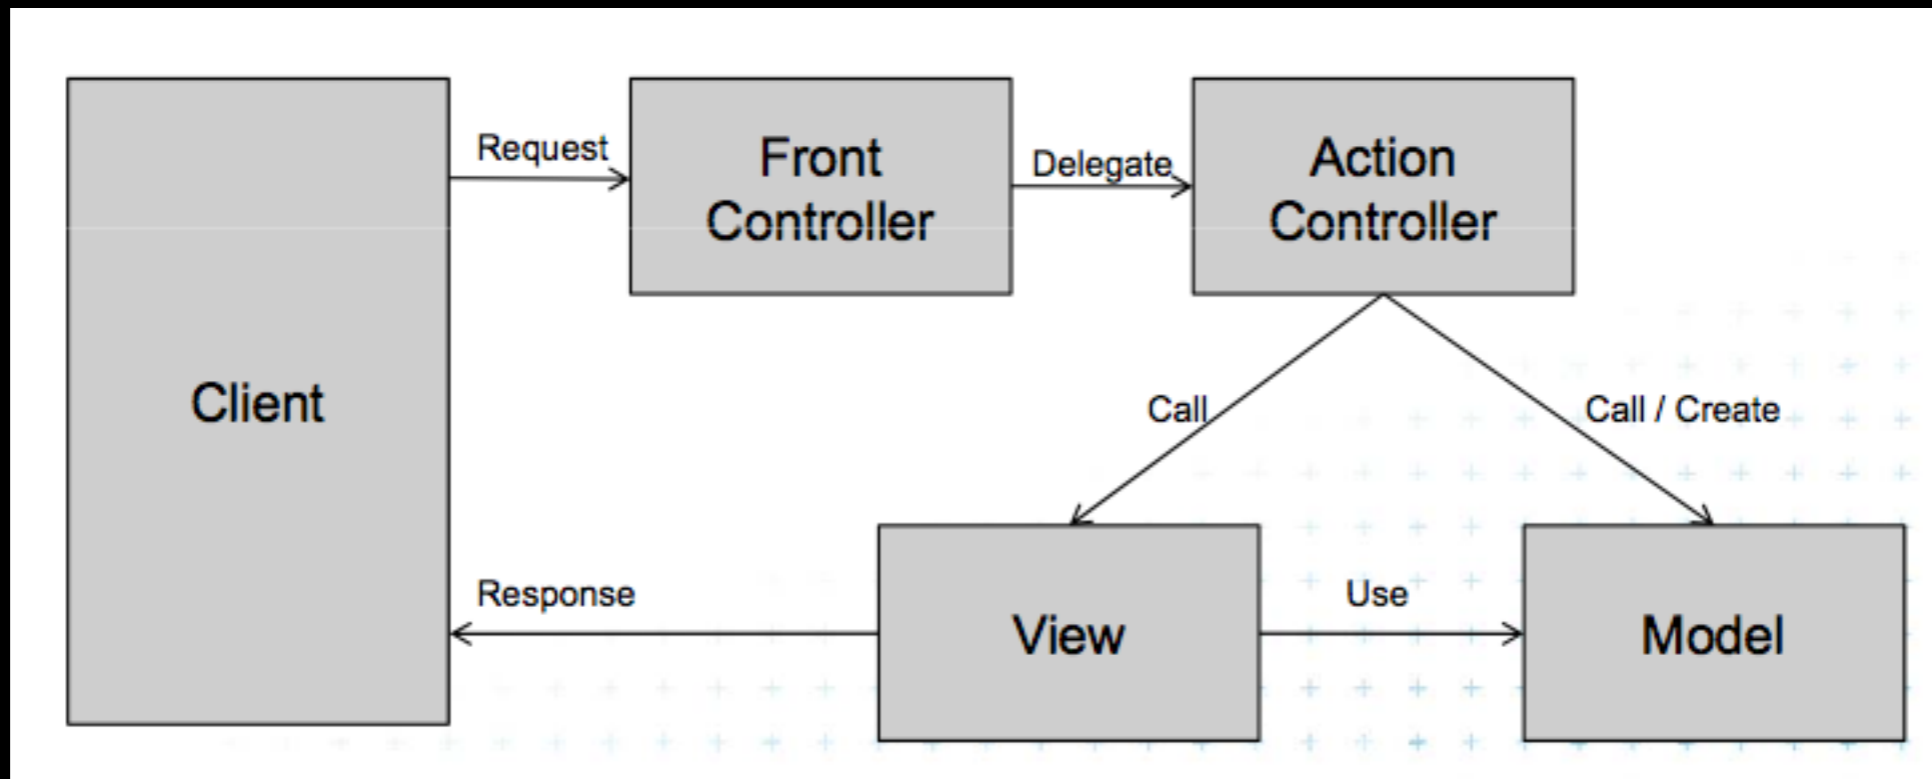 Request
Front
Controller
Delegate
Action
Controller
Client
Call
Call / Create
Response
View
Use
Model